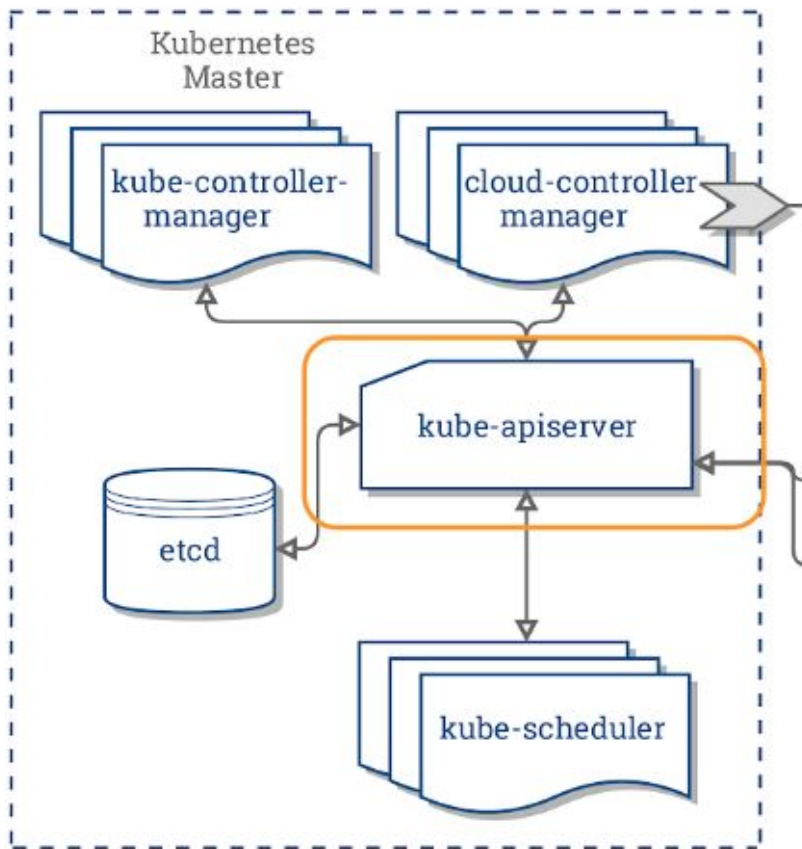 Kubernetes
Master
kube-controller-
manager
cloud-controller
manager
kube-apiserver
etcd
kube-scheduler